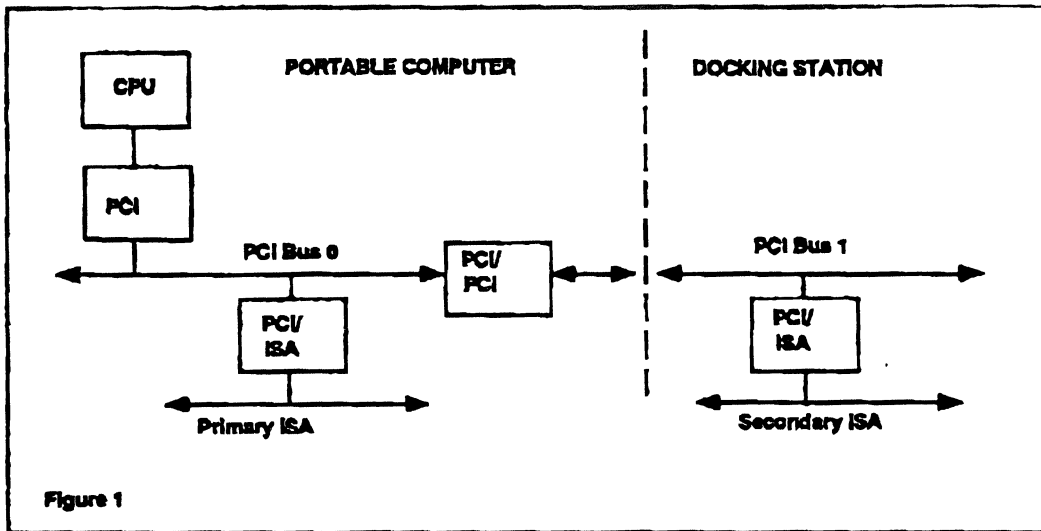 PORTABLE COMPUTER
DOCKING STATION
CPU
PCI
PCI Bus 0
PCI/
PCI
PCI Bus 1
PCI/
ISA
PCI/
ISA
Primary ISA
Secondary ISA
Figure 1